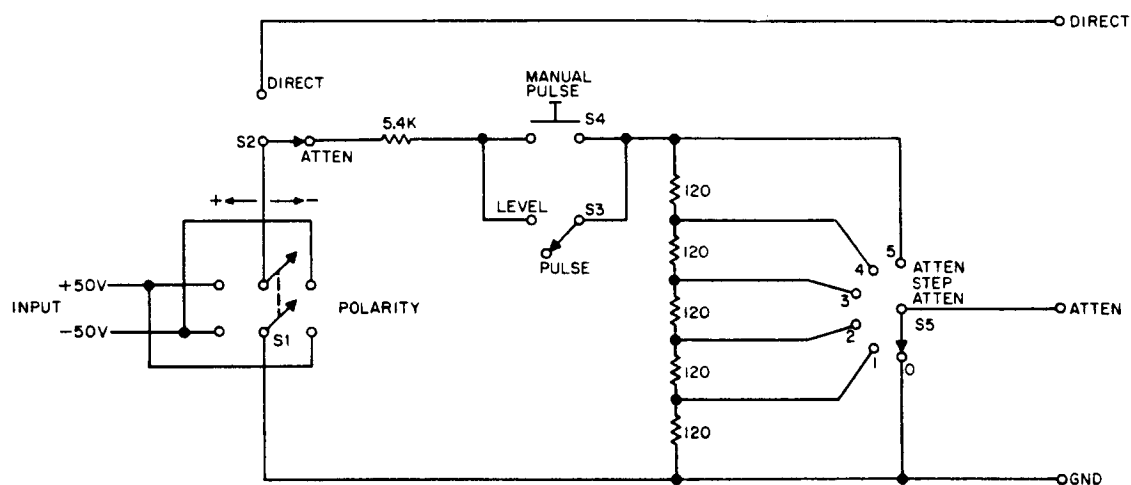 DIRECT
DIRECT
MANUAL
PULSE
S4
5.4K
S2
ATTEN
+ -
LEVEL
S3
PULSE
120
120
120
120
120
5
4
3
2
1
0
ATTEN
STEP
ATTEN
S5
ATTEN
INPUT
+50V
-50V
POLARITY
S1
GND